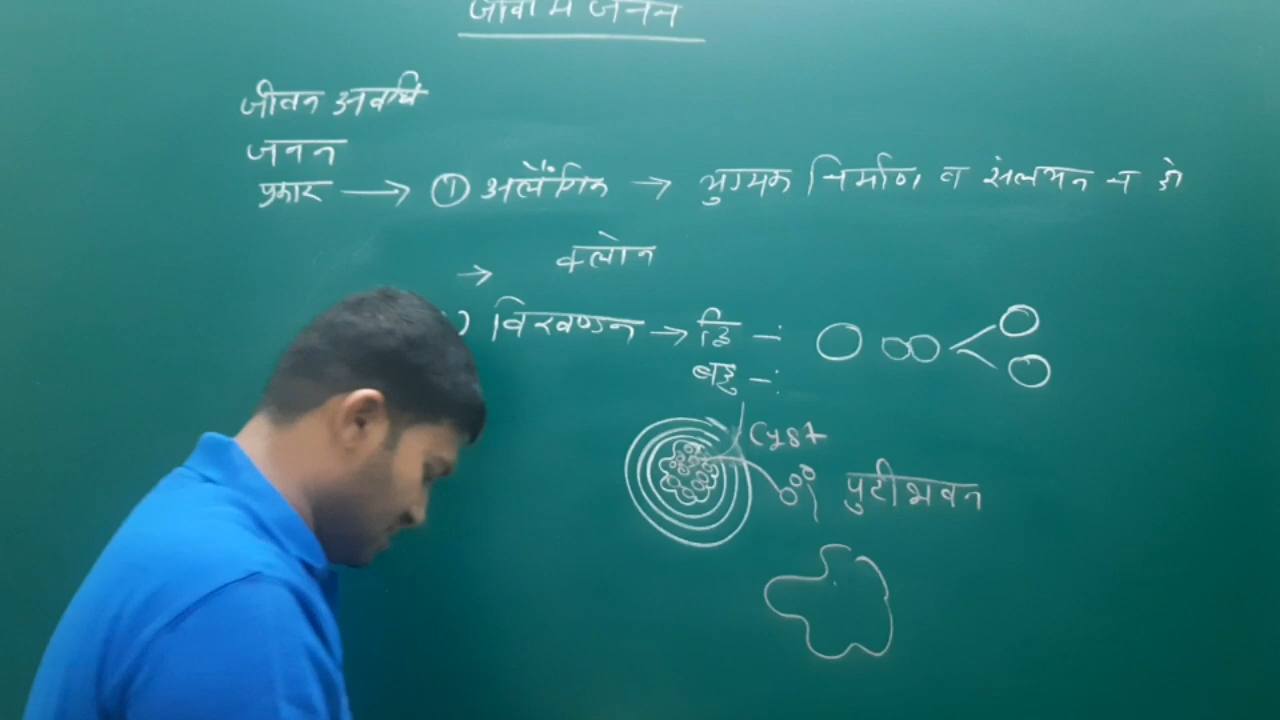 जीवों में जनन
जीवन अवधि
जनन
प्रकार → ① अलैंगिक → युग्मक निर्माण व संलयन न हो
→ क्लोन
) विखण्डन → द्वि -:
बहु -:
Cyst
पुटीभवन